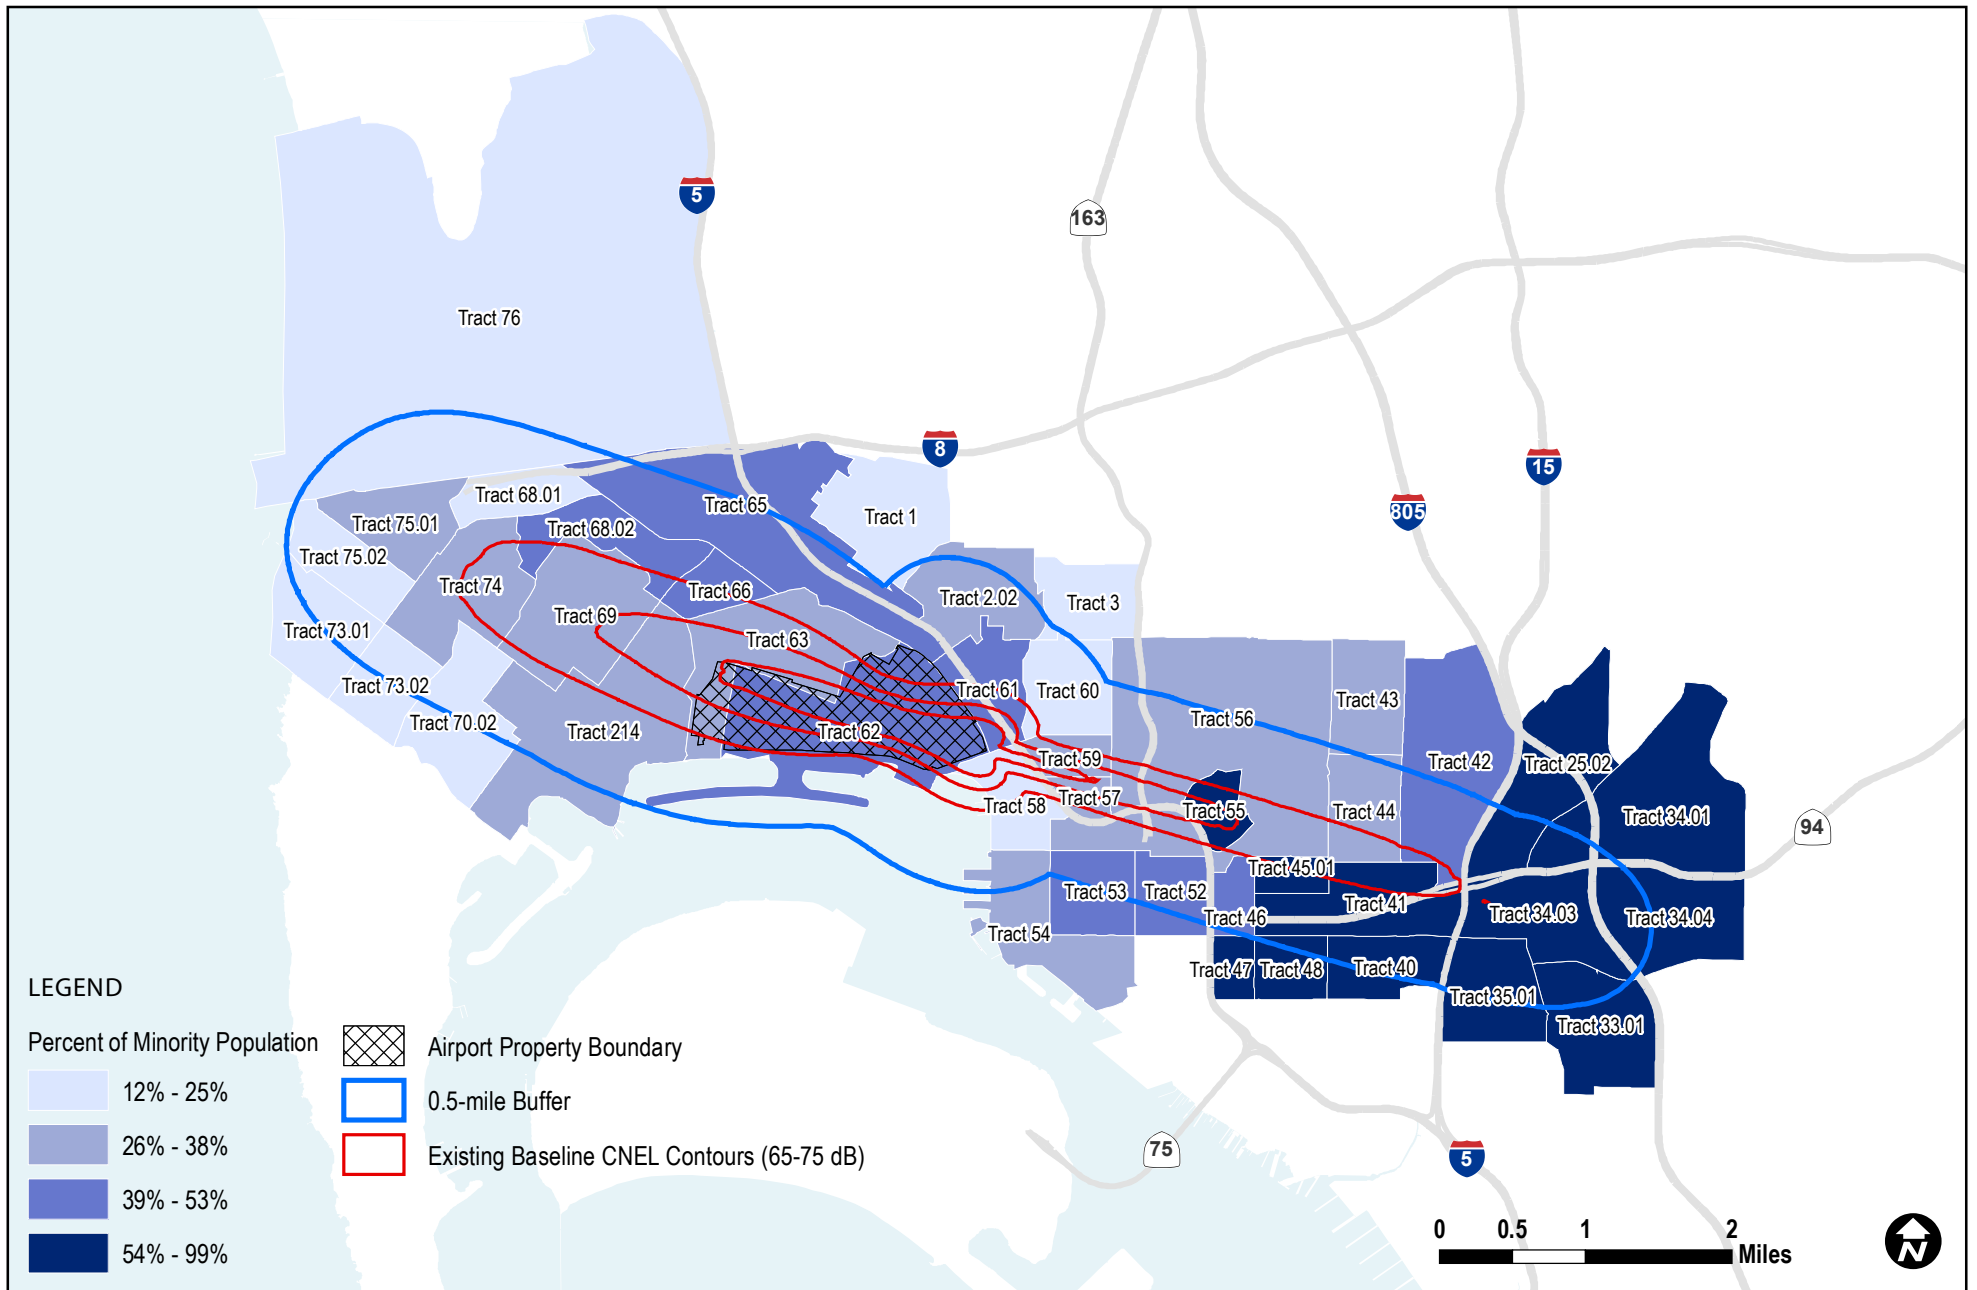 5
163
Tract 76
8
15
805
Tract 68.01
Tract 65
Tract 1
Tract 75.01
Tract 68.02
Tract 75.02
Tract 74
Tract 66
Tract 2.02
Tract 3
Tract 69
Tract 73.01
Tract 63
Tract 73.02
Tract 61
Tract 60
Tract 43
Tract 70.02
Tract 56
Tract 214
Tract 62
Tract 59
Tract 42
Tract 25.02
Tract 58
Tract 57
Tract 55
Tract 44
Tract 34.01
94
Tract 45.01
Tract 53
Tract 52
Tract 41
Tract 34.03
Tract 46
Tract 34.04
Tract 54
Tract 47
Tract 48
Tract 40
Tract 35.01
Tract 33.01
LEGEND
Percent of Minority Population
12% - 25%
26% - 38%
39% - 53%
54% - 99%
Airport Property Boundary
0.5-mile Buffer
Existing Baseline CNEL Contours (65-75 dB)
75
5
0 0.5 1 2
Miles
N